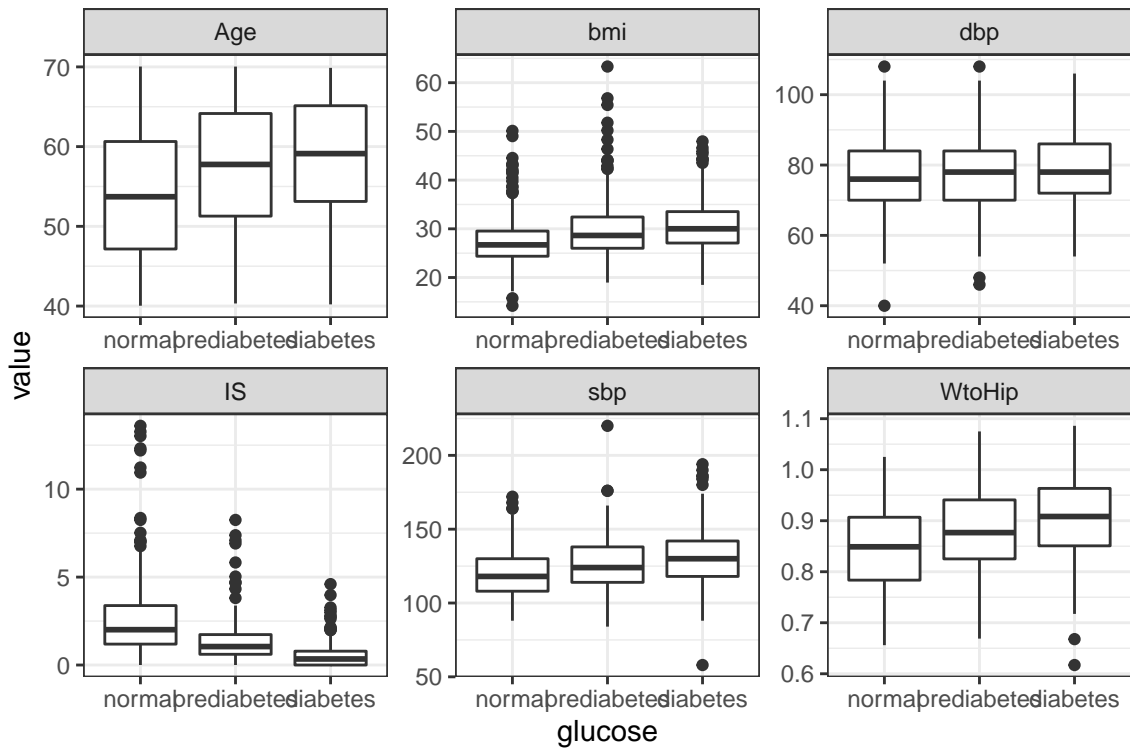 Age
bmi
dbp
70
60
50
40
60
50
40
30
20
100
80
60
40
normal prediabetes diabetes
normal prediabetes diabetes
normal prediabetes diabetes
value
IS
sbp
WtoHip
10
5
0
200
150
100
50
1.1
1.0
0.9
0.8
0.7
0.6
normal prediabetes diabetes
normal prediabetes diabetes
normal prediabetes diabetes
glucose